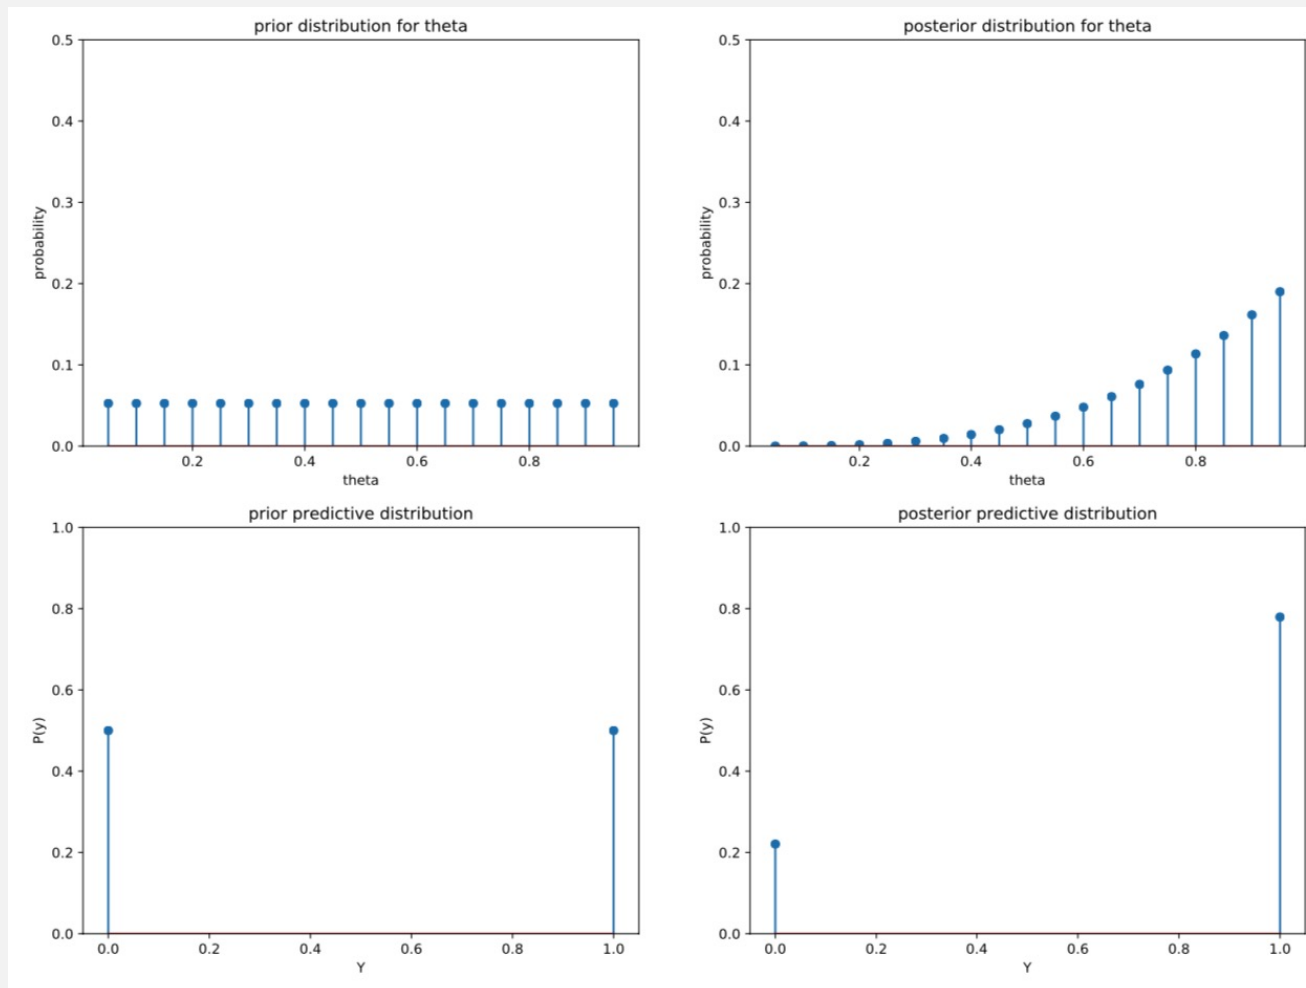 prior distribution for theta
0.5
0.4
0.3
0.2
0.1
0.0
probability
0.2 0.4 0.6 0.8
theta
posterior distribution for theta
0.5
0.4
0.3
0.2
0.1
0.0
probability
0.2 0.4 0.6 0.8
theta
prior predictive distribution
1.0
0.8
0.6
0.4
0.2
0.0
P(y)
0.0 0.2 0.4 0.6 0.8 1.0
Y
posterior predictive distribution
1.0
0.8
0.6
0.4
0.2
0.0
P(y)
0.0 0.2 0.4 0.6 0.8 1.0
Y